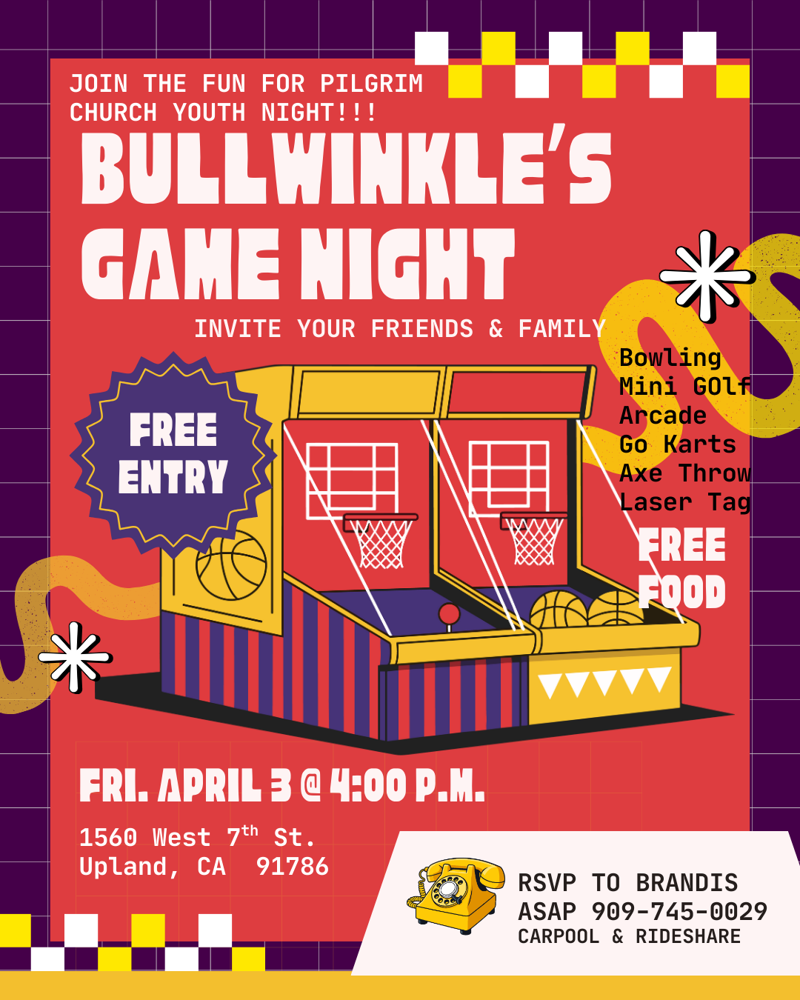 JOIN THE FUN FOR PILGRIM
CHURCH YOUTH NIGHT!!!
BULLWINKLE'S
GAME NIGHT
INVITE YOUR FRIENDS & FAMILY
FREE
ENTRY
Bowling
Mini GOlf
Arcade
Go Karts
Axe Throw
Laser Tag
FREE
FOOD
FRI. APRIL 3 @ 4:00 P.M.
1560 West 7th St.
Upland, CA  91786
RSVP TO BRANDIS
ASAP 909-745-0029
CARPOOL & RIDESHARE